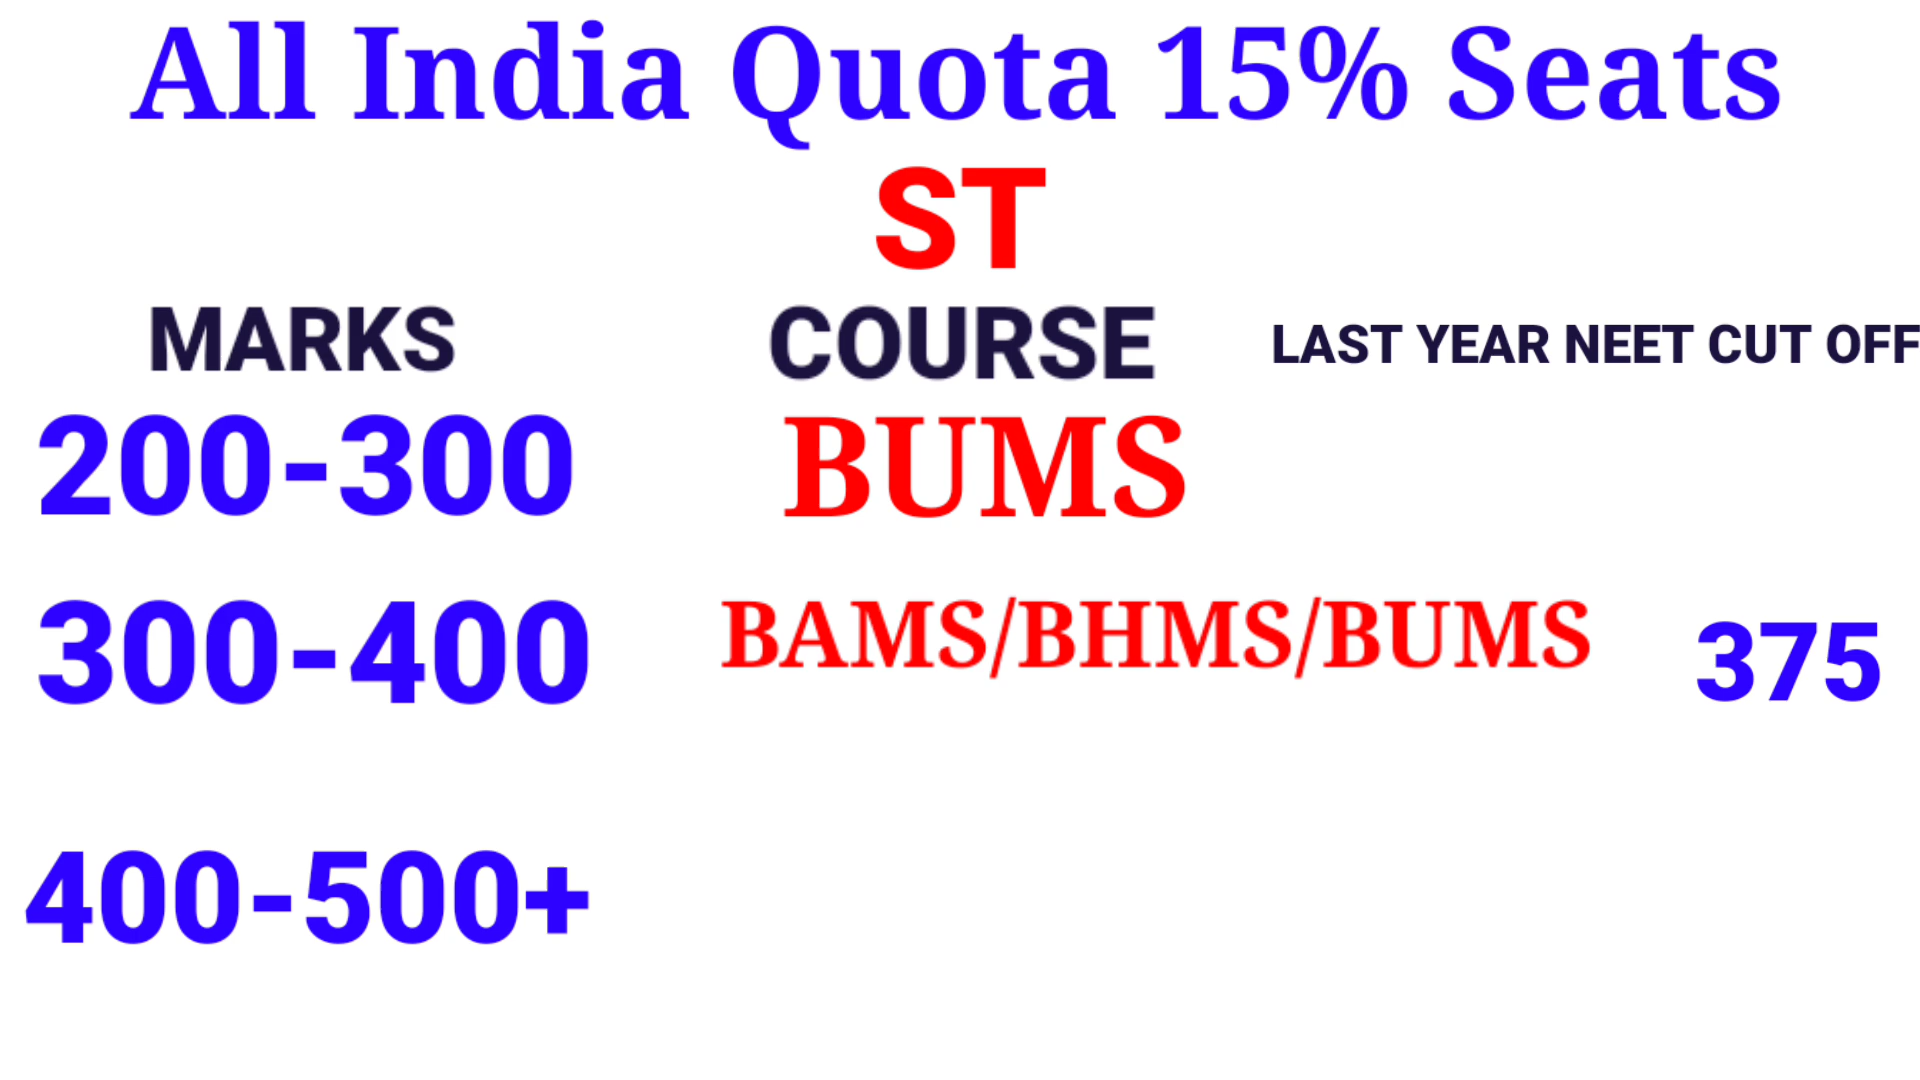 All India Quota 15% Seats
ST
MARKS COURSE LAST YEAR NEET CUT OFF
200-300 BUMS
300-400 BAMS/BHMS/BUMS 375
400-500+